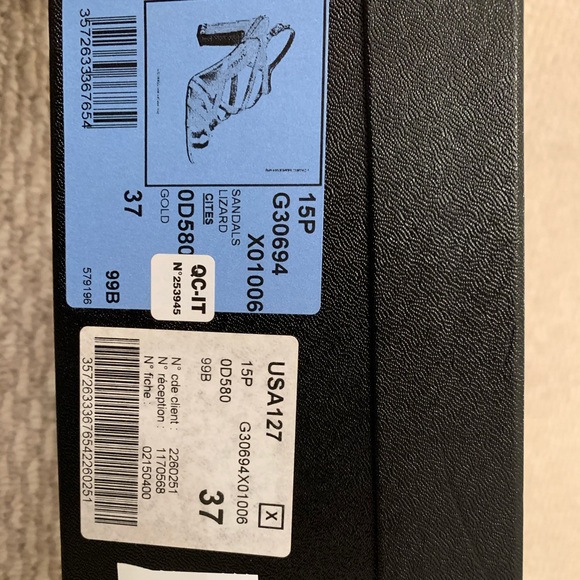 15P
G30694
X01006
SANDALS
LIZARD
CITES
0D580
GOLD
37
99B
579196
3572633367654
QC-IT
N°253945
USA127
X
15P
G30694X01006
0D580
99B
37
N° cde client : 2260251
N° réception : 1170568
N° fiche : 02150400
35726333676542260251